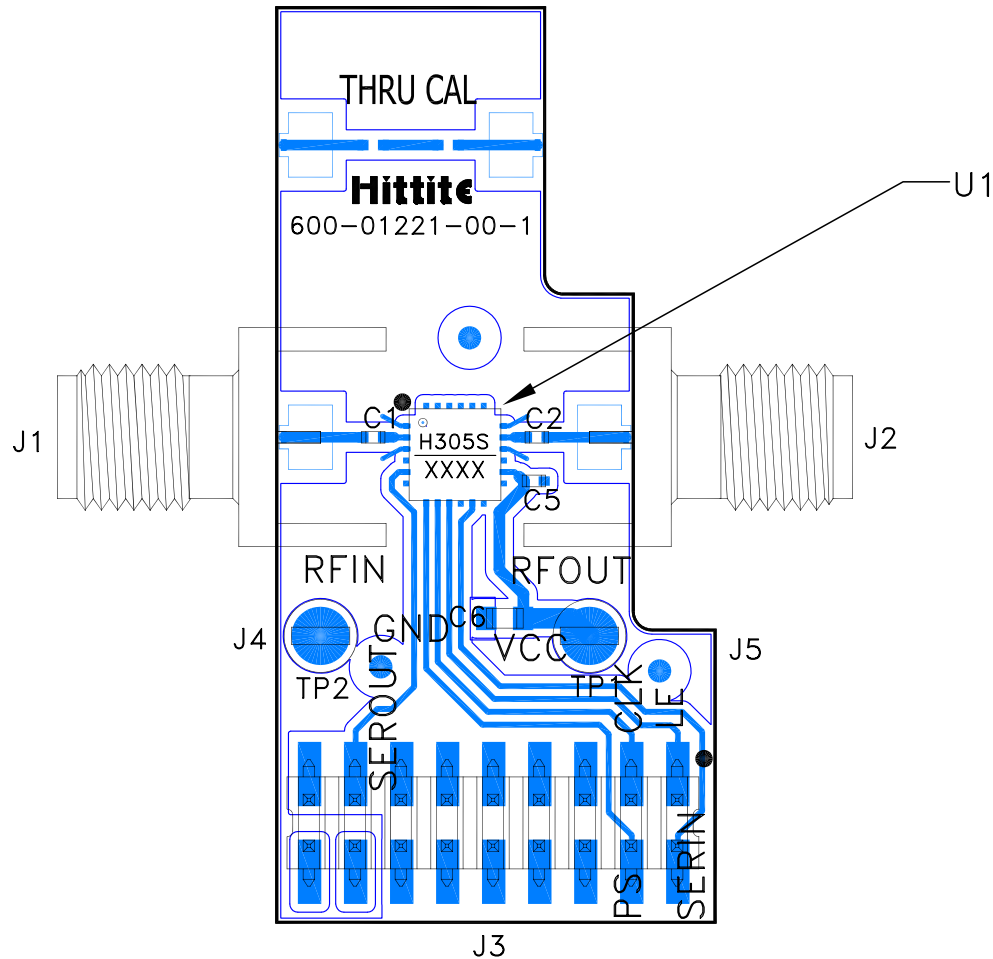 THRU CAL
Hittite
600-01221-00-1
U1
C1
C2
J1
H305S
J2
XXXX
C5
RFIN
RFOUT
J4
GND
C6
VCC
J5
TP2
TP1
SEROUT
CLK
LE
PS
SERIN
J3